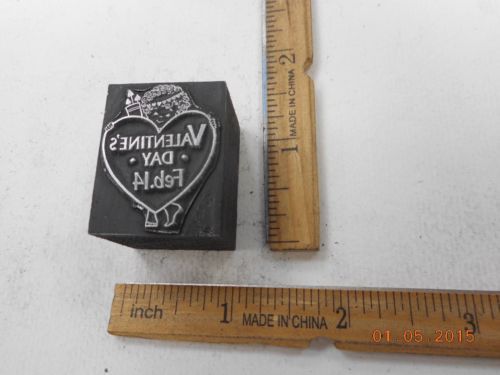 VALENTINE'S
DAY
Feb. 14
MADE IN CHINA
1
2
inch
1
MADE IN CHINA
2
3
01.05.2015